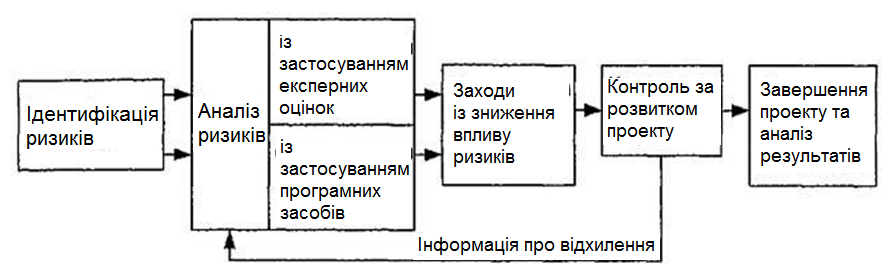 Ідентифікація
ризиків
Аналіз
ризиків
із
застосуванням
експерних
оцінок
із
застосуванням
програмних
засобів
Заходи
із зниження
впливу
ризиків
Контроль за
розвитком
проекту
Завершення
проекту та
аналіз
результатів
Інформація про відхилення